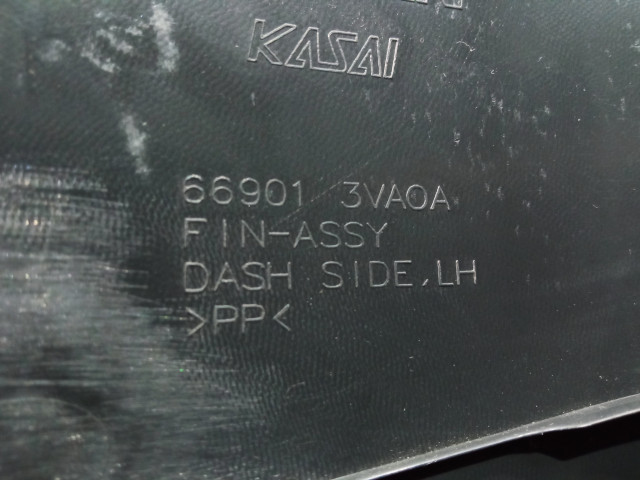 KASAI
66901 3VA0A
FIN-ASSY
DASH SIDE,LH
>PP<